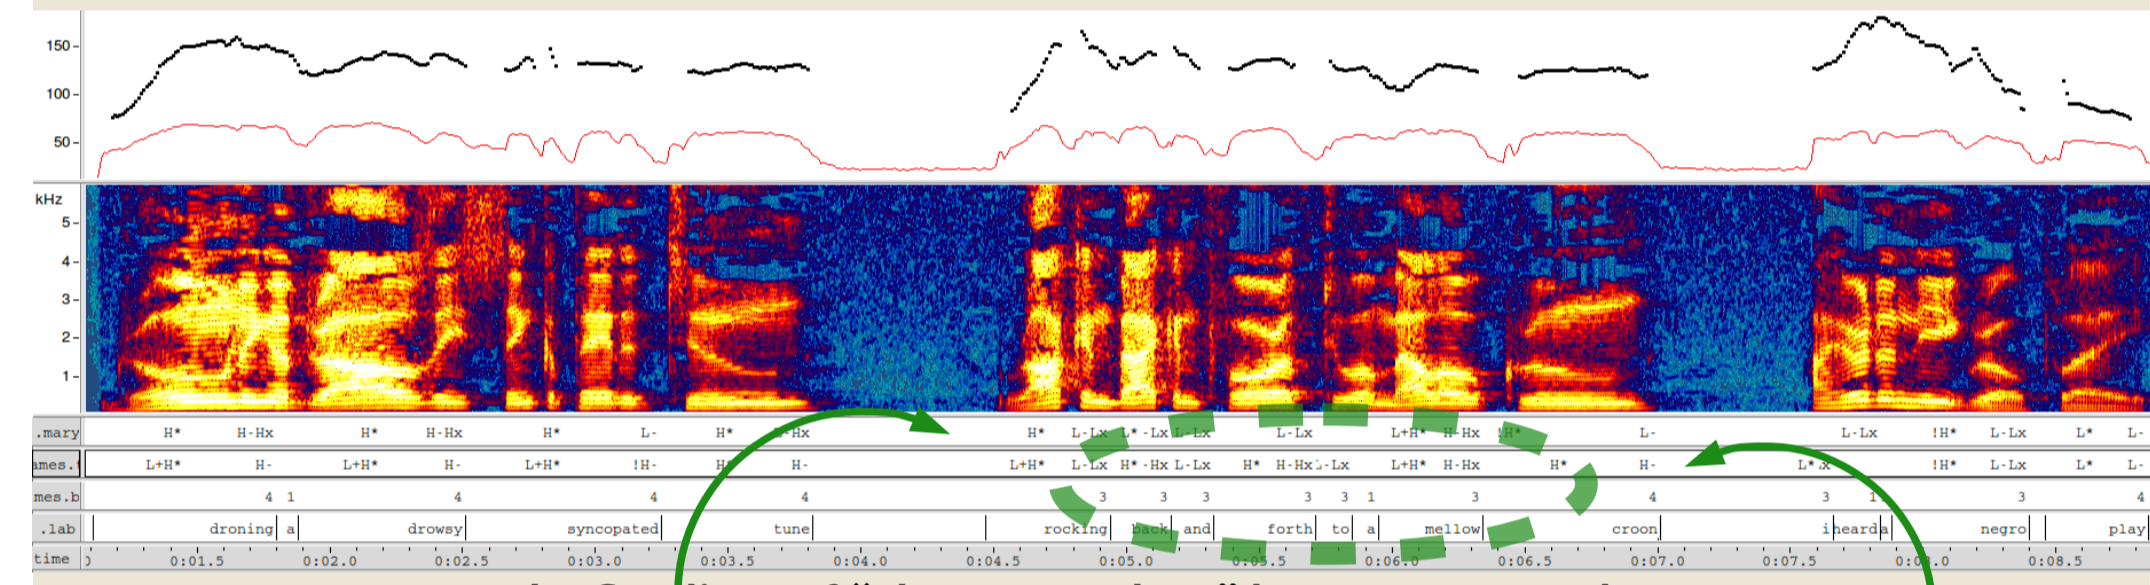 150
100
50
kHz
5
4
3
2
1
.mary H* H-Hx H* H-Hx H* L- H* H* L-Lx L* -Lx L-Lx L-Lx L+H* H-Hx !H* L- L-Lx !H* L-Lx L* L-
L+H* H- L+H* H- L+H* !H- H- L+H* L-Lx H* -Hx L-Lx H* H-Hx L-Lx L+H* H-Hx H* H- !H* L-Lx L* L-
mes.b 4 1 4 4 4 3 3 3 3 3 1 3 4 3 1 3 4
.lab droning a drowsy syncopated tune rocking back and forth to a mellow croon i heard a negro play
time 0:01.5 0:02.0 0:02.5 0:03.0 0:03.5 0:04.0 0:04.5 0:05.0 0:05.5 0:06.0 0:06.5 0:07.0 0:07.5 0:08.0 0:08.5